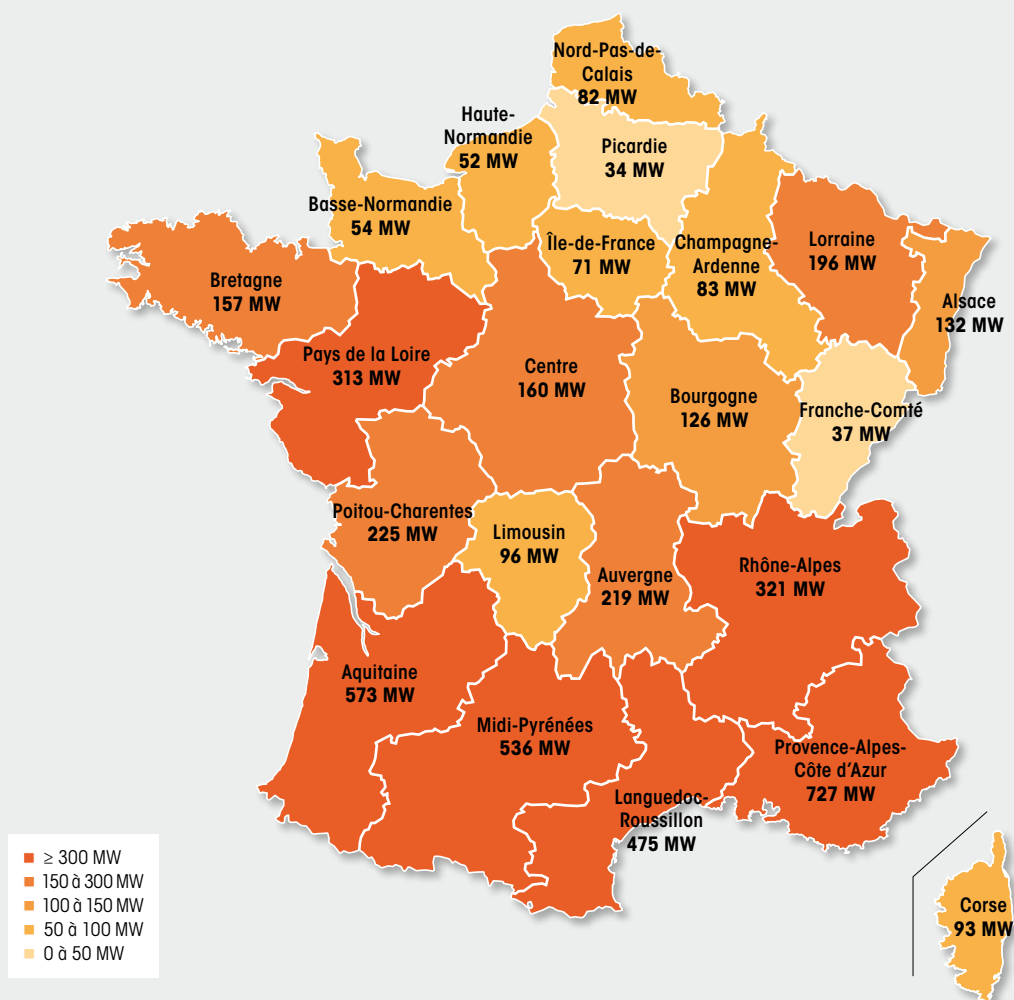 Nord-Pas-de-
Calais
82 MW
Haute-
Normandie
52 MW
Picardie
34 MW
Basse-Normandie
54 MW
Île-de-France
71 MW
Champagne-
Ardenne
83 MW
Lorraine
196 MW
Alsace
132 MW
Bretagne
157 MW
Pays de la Loire
313 MW
Centre
160 MW
Bourgogne
126 MW
Franche-Comté
37 MW
Poitou-Charentes
225 MW
Limousin
96 MW
Auvergne
219 MW
Rhône-Alpes
321 MW
Aquitaine
573 MW
Midi-Pyrénées
536 MW
Languedoc-
Roussillon
475 MW
Provence-Alpes-
Côte d'Azur
727 MW
Corse
93 MW
≥ 300 MW
150 à 300 MW
100 à 150 MW
50 à 100 MW
0 à 50 MW